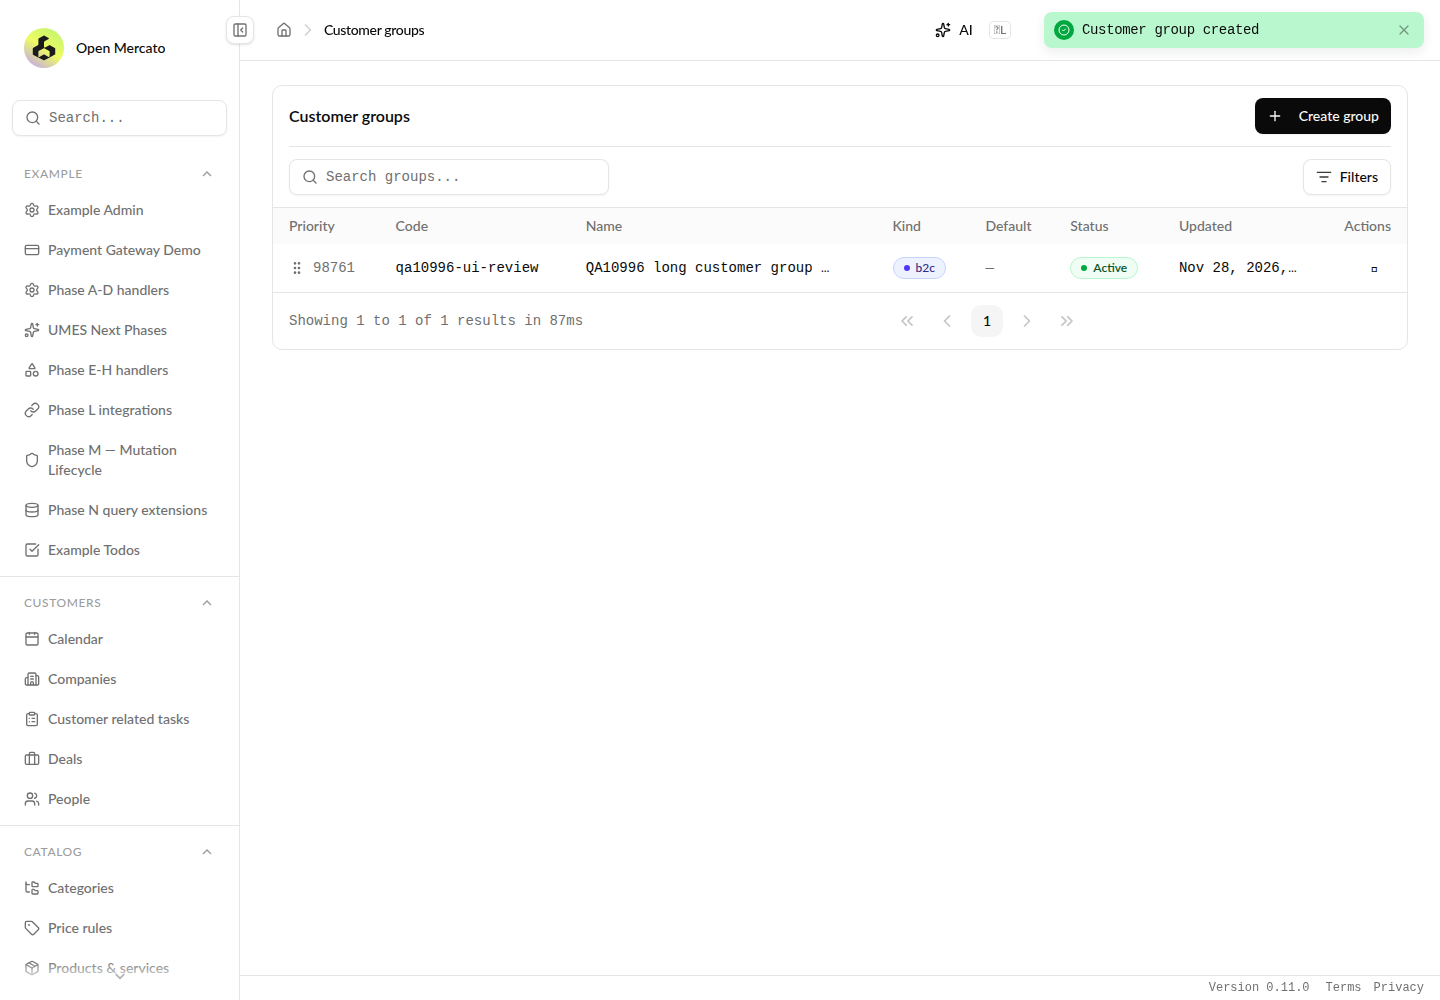 Open Mercato
Customer groups
AI
L
Customer group created
Search...
EXAMPLE
Example Admin
Payment Gateway Demo
Phase A-D handlers
UMES Next Phases
Phase E-H handlers
Phase L integrations
Phase M — Mutation
Lifecycle
Phase N query extensions
Example Todos
CUSTOMERS
Calendar
Companies
Customer related tasks
Deals
People
CATALOG
Categories
Price rules
Products & services
Customer groups
Create group
Search groups...
Filters
Priority Code Name Kind Default Status Updated Actions
98761 qa10996-ui-review QA10996 long customer group … b2c — Active Nov 28, 2026,…
Showing 1 to 1 of 1 results in 87ms
1
Version 0.11.0 Terms Privacy